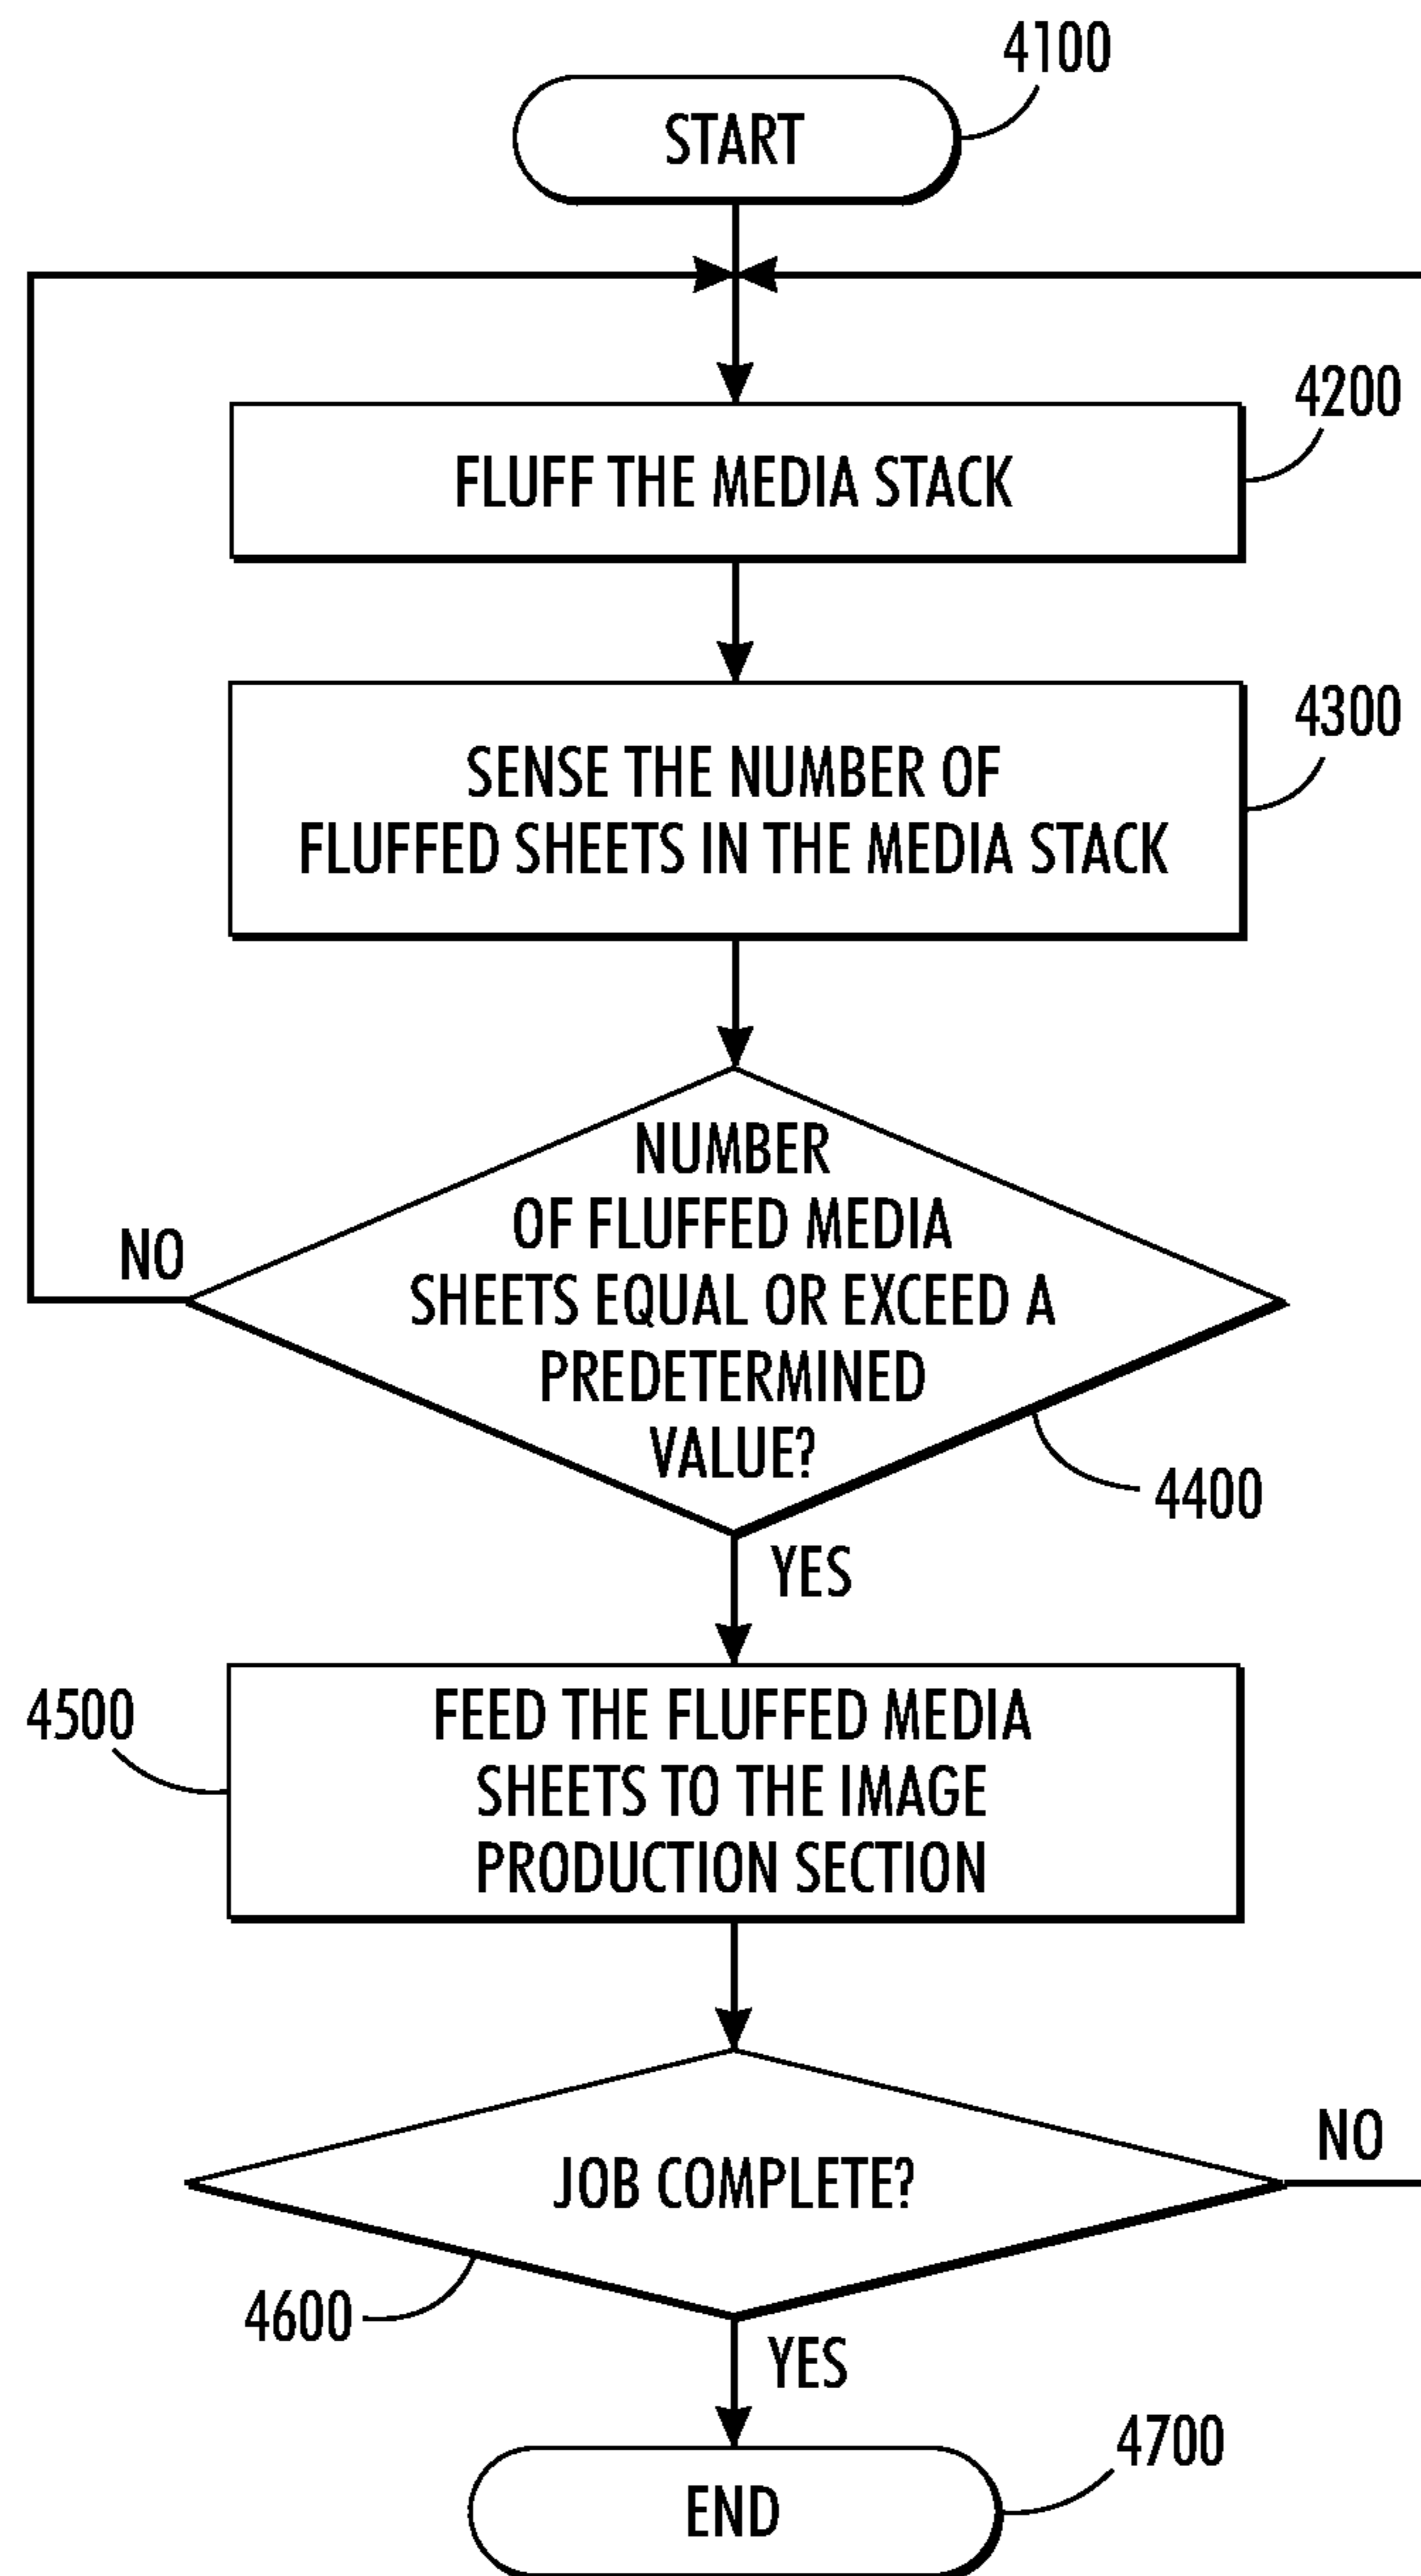 4100
START
4200
FLUFF THE MEDIA STACK
4300
SENSE THE NUMBER OF
FLUFFED SHEETS IN THE MEDIA STACK
NUMBER
OF FLUFFED MEDIA
SHEETS EQUAL OR EXCEED A
PREDETERMINED
VALUE?
NO
4400
YES
4500
FEED THE FLUFFED MEDIA
SHEETS TO THE IMAGE
PRODUCTION SECTION
NO
JOB COMPLETE?
4600
YES
4700
END